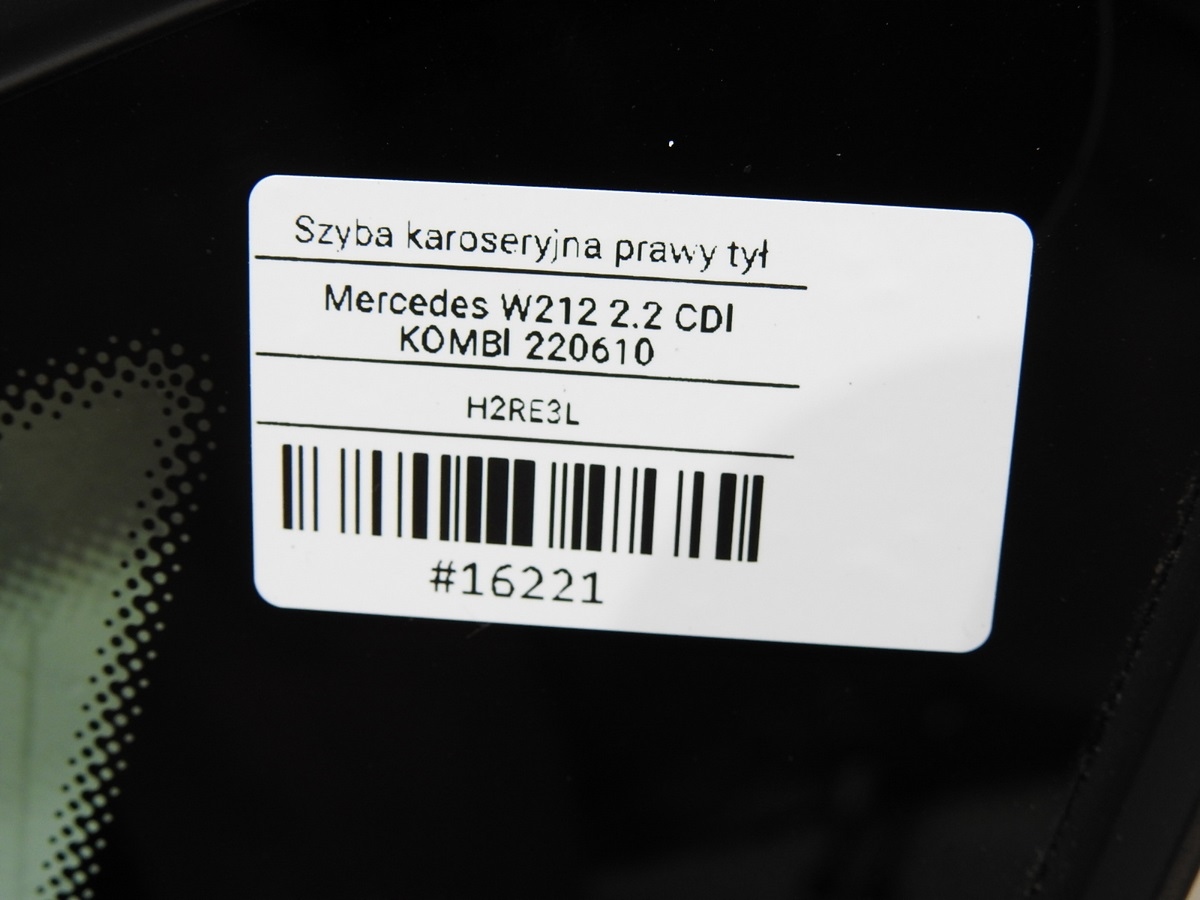 Szyba karoseryjna prawy tył
Mercedes W212 2.2 CDI
KOMBI 220610
H2RE3L
#16221